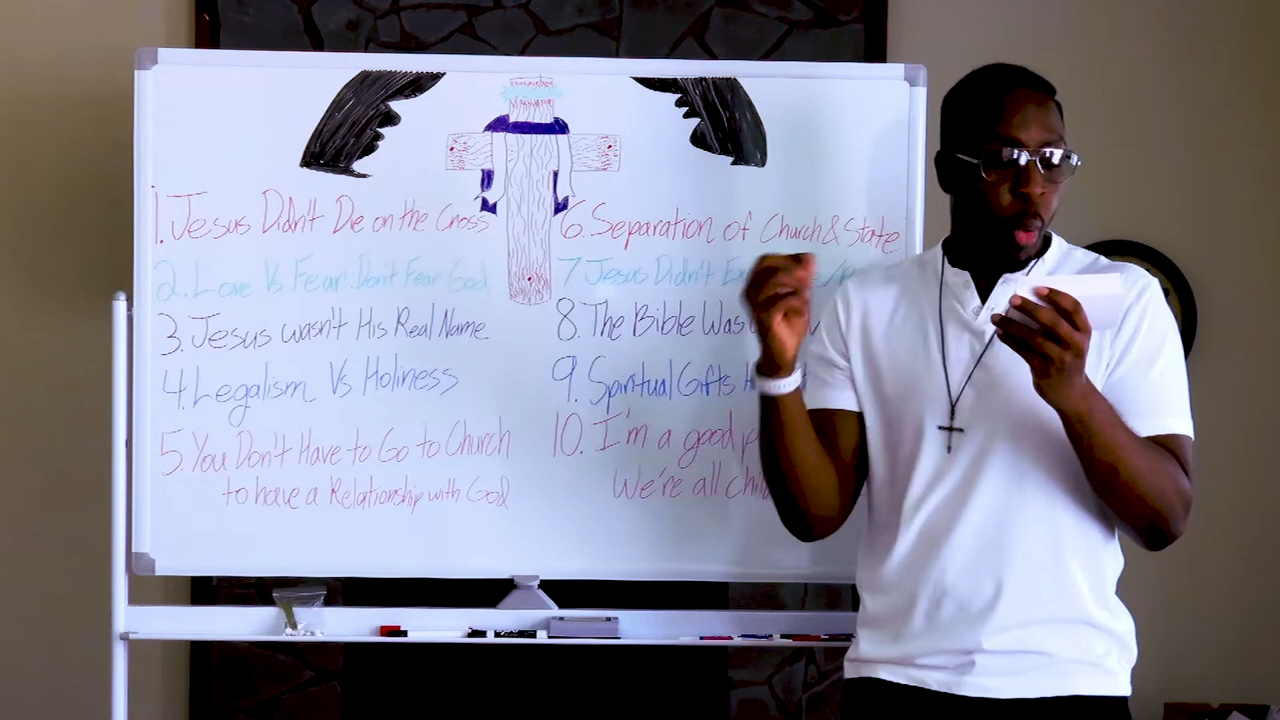 1. Jesus Didn't Die on the Cross
2. Love Vs Fear. Don't Fear God
3. Jesus wasn't His Real Name
4. Legalism Vs Holiness
5. You Don't Have to Go to Church
to have a Relationship with God
6. Separation of Church & State
7 Jesus Didn't
8. The Bible Was
9. Spiritual Gifts
10. I'm a good
We're all